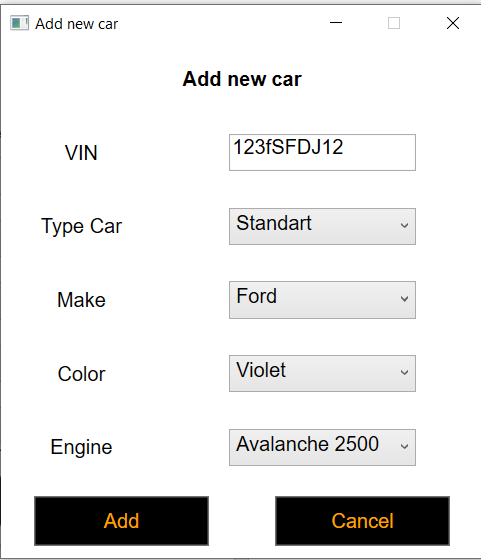 Add new car
Add new car
VIN 123fSFDJ12
Type Car Standart
Make Ford
Color Violet
Engine Avalanche 2500
Add Cancel